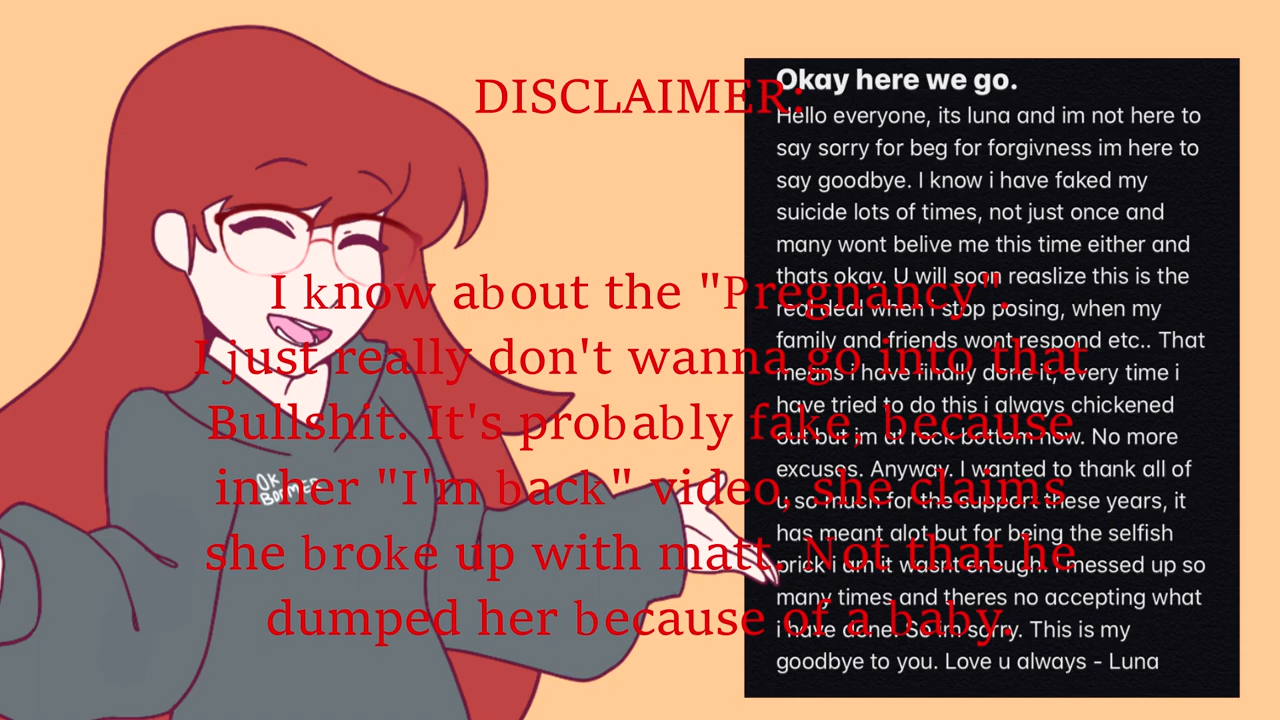 DISCLAIMER:
I know about the "Pregnancy".
I just really don't wanna go into that
Bullshit. It's probably fake, because
in her "I'm back" video, she claims
she broke up with matt. Not that he
dumped her because of a baby.
OK
BOOMER
Okay here we go.
Hello everyone, its luna and im not here to
say sorry for beg for forgivness im here to
say goodbye. I know i have faked my
suicide lots of times, not just once and
many wont belive me this time either and
thats okay. U will soon reaslize this is the
real deal when i stop posing, when my
family and friends wont respond etc.. That
means i have finally done it, every time i
have tried to do this i always chickened
out but im at rock bottom now. No more
excuses. Anyway. I wanted to thank all of
u so much for the support these years, it
has meant alot but for being the selfish
prick i am it wasnt enough. I messed up so
many times and theres no accepting what
i have done. So im sorry. This is my
goodbye to you. Love u always - Luna